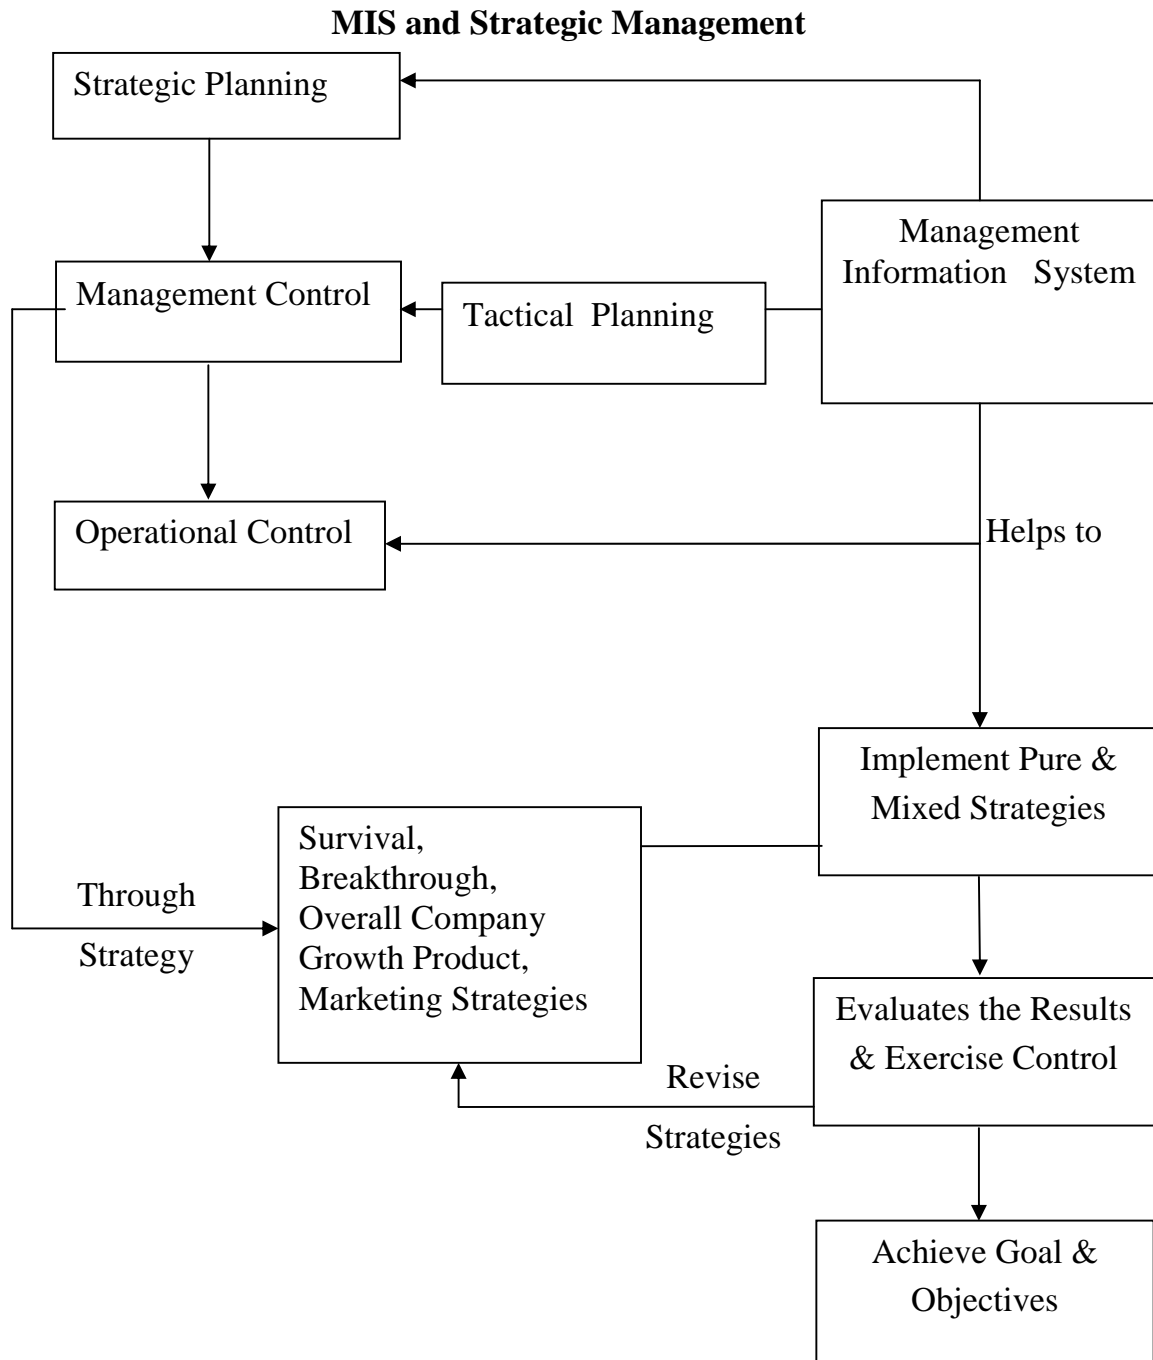 MIS and Strategic Management
Strategic Planning
Management
Information System
Management Control
Tactical Planning
Operational Control
Helps to
Implement Pure &
Mixed Strategies
Survival,
Breakthrough,
Overall Company
Growth Product,
Marketing Strategies
Through
Strategy
Evaluates the Results
& Exercise Control
Revise
Strategies
Achieve Goal &
Objectives